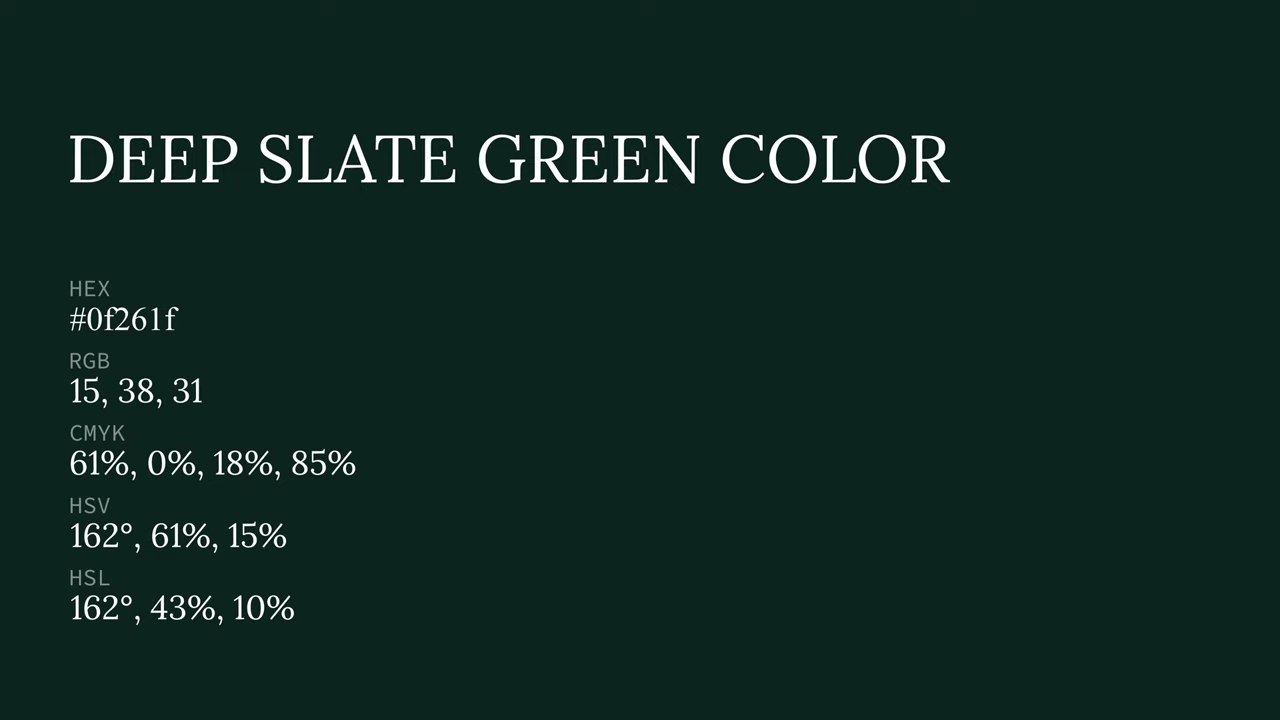 DEEP SLATE GREEN COLOR
HEX
#0f261f
RGB
15, 38, 31
CMYK
61%, 0%, 18%, 85%
HSV
162°, 61%, 15%
HSL
162°, 43%, 10%